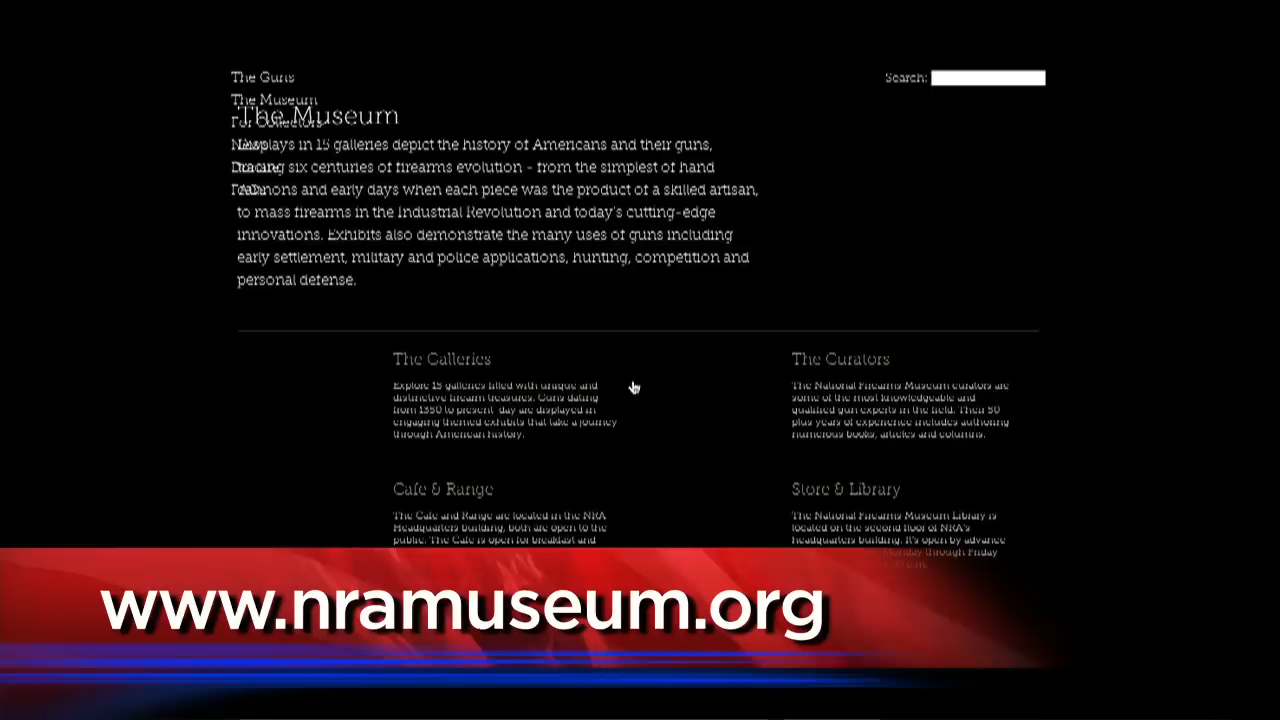 The Guns
Search:
The Museum
The Museum
For Collectors
Displays in 15 galleries depict the history of Americans and their guns,
tracing six centuries of firearms evolution - from the simplest of hand
cannons and early days when each piece was the product of a skilled artisan,
to mass firearms in the Industrial Revolution and today's cutting-edge
innovations. Exhibits also demonstrate the many uses of guns including
early settlement, military and police applications, hunting, competition and
personal defense.
The Galleries
Explore 15 galleries filled with unique and
distinctive firearm treasures. Guns dating
from 1350 to present day are displayed in
engaging themed exhibits that take a journey
through American history.
The Curators
The National Firearms Museum curators are
some of the most knowledgeable and
qualified gun experts in the field. Their 50
plus years of experience includes authoring
numerous books, articles and columns.
Cafe & Range
The Cafe and Range are located in the NRA
Headquarters building, both are open to the
public. The Cafe is open for breakfast and
Store & Library
The National Firearms Museum Library is
located on the second floor of NRA's
headquarters building. It's open by advance
Monday through Friday
www.nramuseum.org